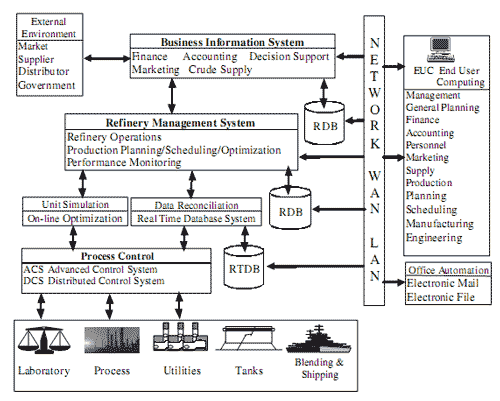 External
Environment
Market
Supplier
Distributor
Government
Business Information System
Finance Accounting Decision Support
Marketing Crude Supply
RDB
Refinery Management System
Refinery Operations
Production Planning/Scheduling/Optimization
Performance Monitoring
RDB
Unit Simulation
On-line Optimization
Data Reconciliation
Real Time Database System
RTDB
Process Control
ACS Advanced Control System
DCS Distributed Control System
Laboratory
Process
Utilities
Tanks
Blending &
Shipping
NETWORK WAN LAN
EUC End User
Computing
Management
General Planning
Finance
Accounting
Personnel
Marketing
Supply
Production
Planning
Scheduling
Manufacturing
Engineering
Office Automation
Electronic Mail
Electronic File